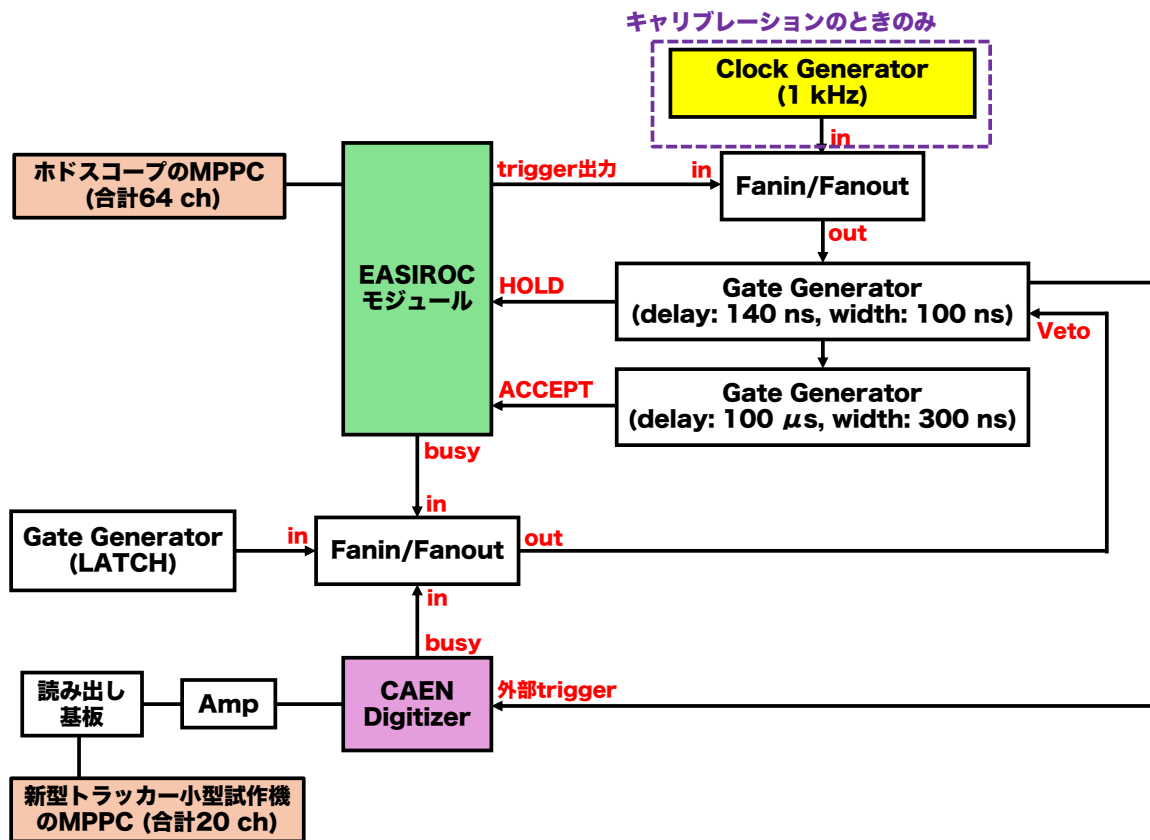 キャリブレーションのときのみ
Clock Generator
(1 kHz)
in
ホドスコープのMPPC
(合計64 ch)
trigger出力
in
Fanin/Fanout
out
EASIROC
モジュール
HOLD
Gate Generator
(delay: 140 ns, width: 100 ns)
Veto
ACCEPT
Gate Generator
(delay: 100 μs, width: 300 ns)
busy
in
Gate Generator
(LATCH)
in
Fanin/Fanout
out
in
busy
読み出し
基板
Amp
CAEN
Digitizer
外部trigger
新型トラッカー小型試作機
のMPPC (合計20 ch)